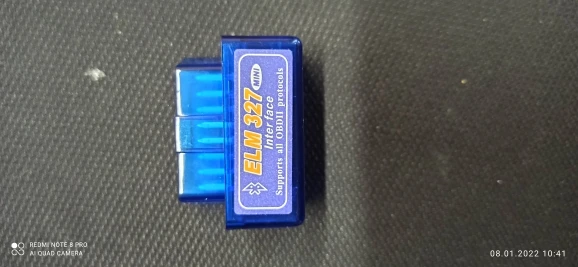 ELM 327 MINI
Interface
Supports all OBDII protocols
REDMI NOTE 8 PRO
AI QUAD CAMERA
08.01.2022 10:41